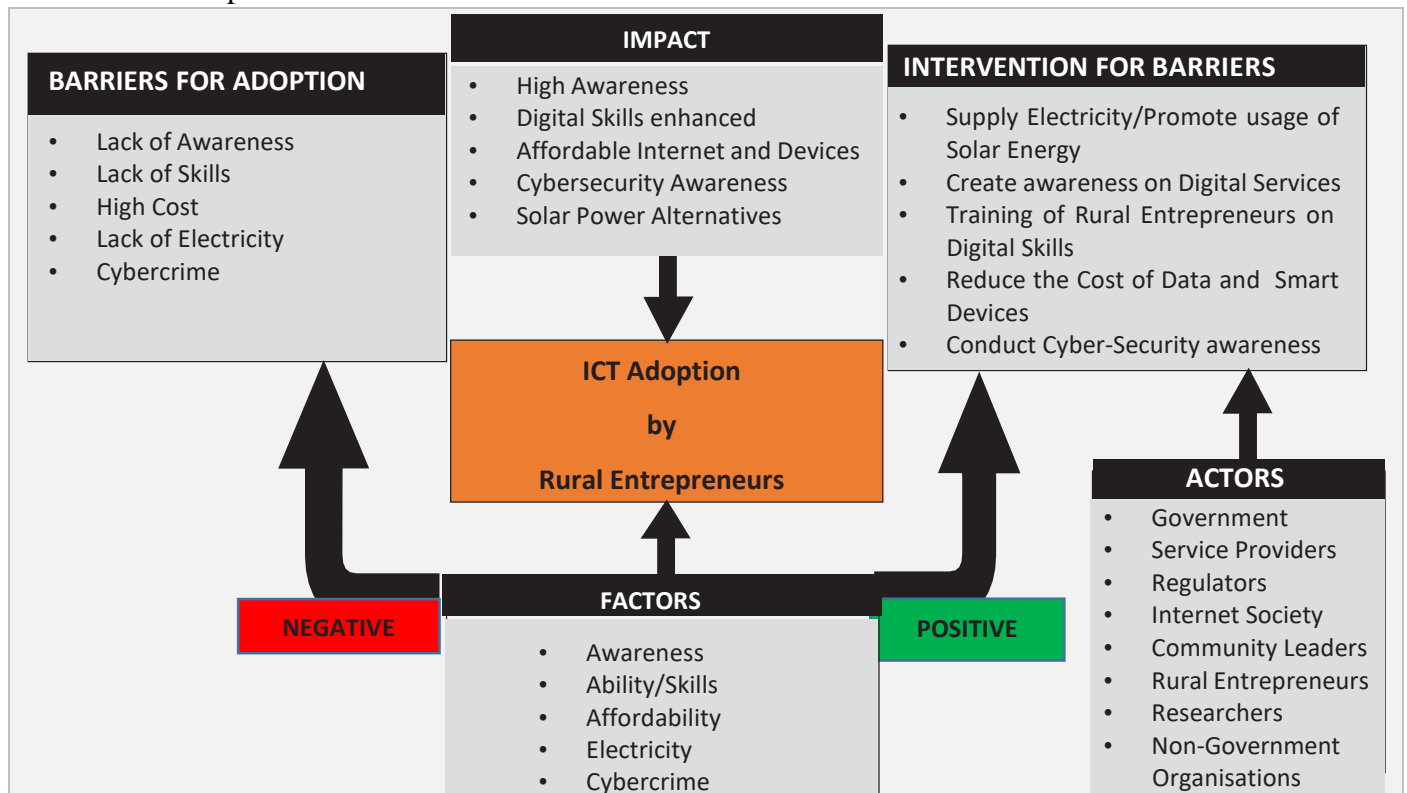 IMPACT
• High Awareness
• Digital Skills enhanced
• Affordable Internet and Devices
• Cybersecurity Awareness
• Solar Power Alternatives
BARRIERS FOR ADOPTION
• Lack of Awareness
• Lack of Skills
• High Cost
• Lack of Electricity
• Cybercrime
INTERVENTION FOR BARRIERS
• Supply Electricity/Promote usage of
Solar Energy
• Create awareness on Digital Services
• Training of Rural Entrepreneurs on
Digital Skills
• Reduce the Cost of Data and Smart
Devices
• Conduct Cyber-Security awareness
ICT Adoption
by
Rural Entrepreneurs
ACTORS
• Government
• Service Providers
• Regulators
• Internet Society
• Community Leaders
• Rural Entrepreneurs
• Researchers
• Non-Government
Organisations
NEGATIVE
FACTORS
• Awareness
• Ability/Skills
• Affordability
• Electricity
• Cybercrime
POSITIVE